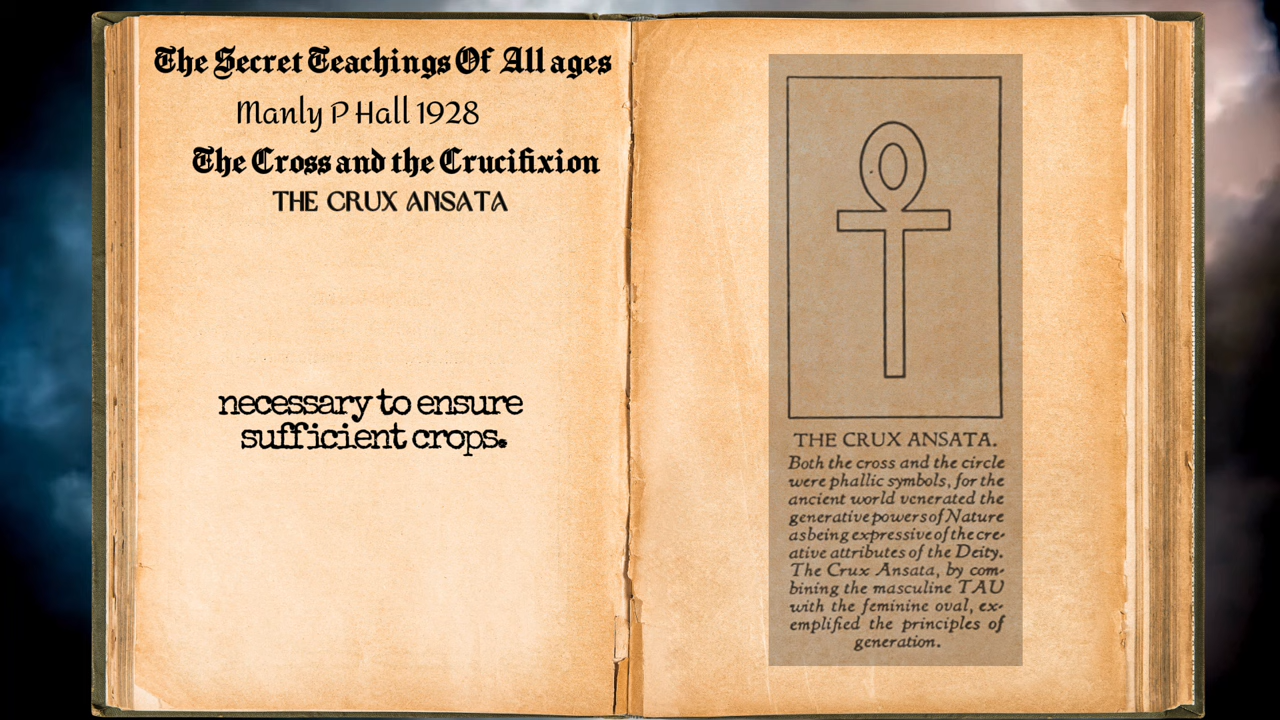 The Secret Teachings Of All ages
Manly P Hall 1928
The Cross and the Crucifixion
THE CRUX ANSATA
necessary to ensure
sufficient crops.
THE CRUX ANSATA.
Both the cross and the circle
were phallic symbols, for the
ancient world venerated the
generative powers of Nature
as being expressive of the cre-
ative attributes of the Deity.
The Crux Ansata, by com-
bining the masculine TAU
with the feminine oval, ex-
emplified the principles of
generation.